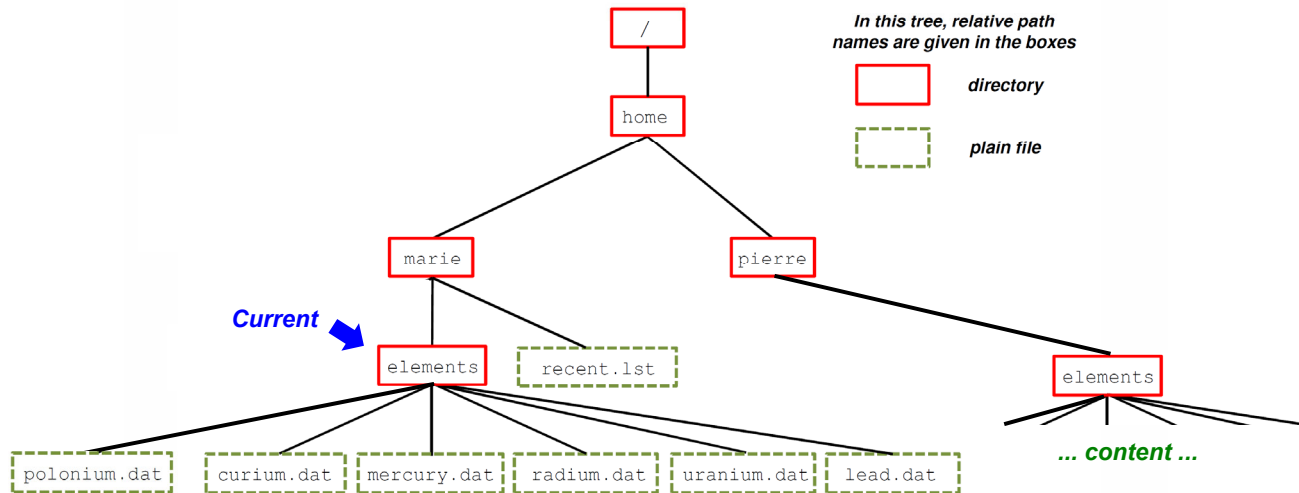 /
In this tree, relative path
names are given in the boxes
directory
home
plain file
marie
pierre
Current
elements
recent.lst
elements
polonium.dat
curium.dat
mercury.dat
radium.dat
uranium.dat
lead.dat
... content ...